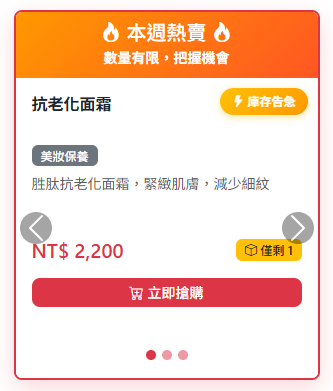 本週熱賣
數量有限，把握機會
抗老化面霜
庫存告急
美妝保養
胜肽抗老化面霜，緊緻肌膚，減少細紋
NT$ 2,200
僅剩 1
立即搶購